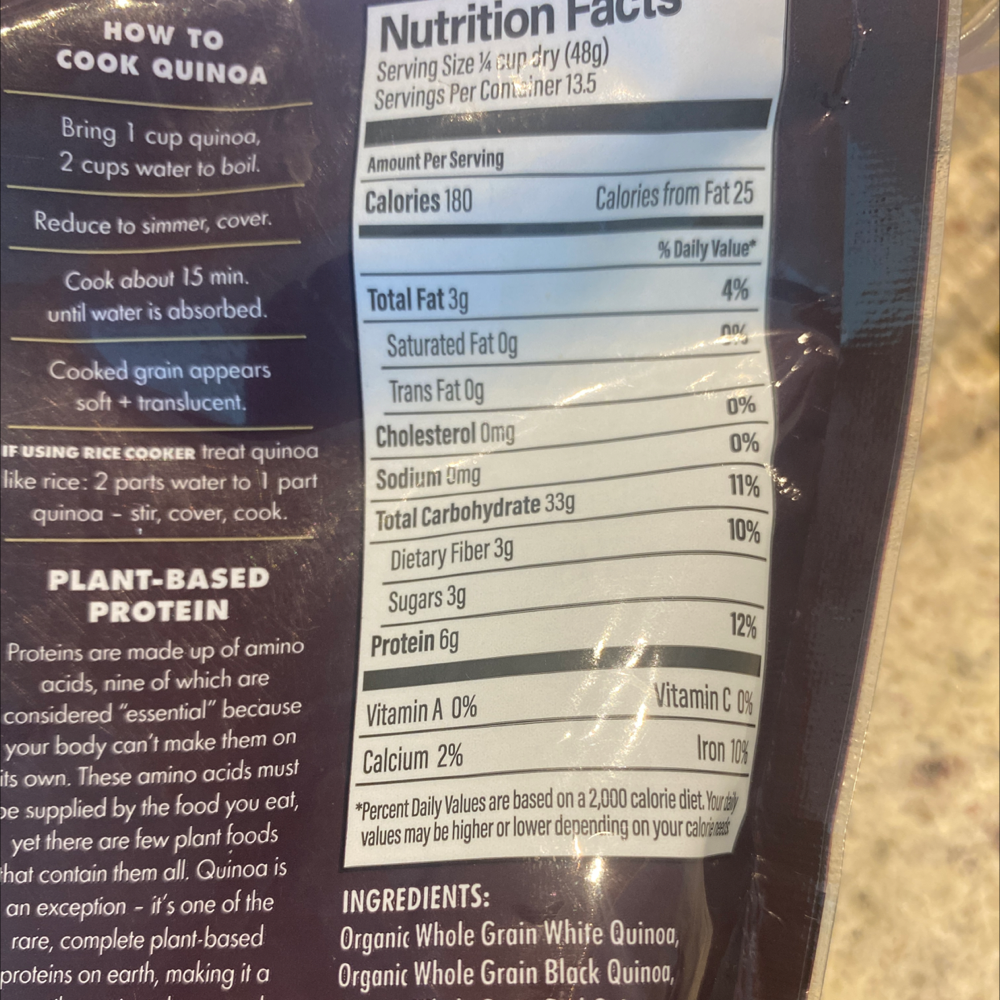 HOW TO
COOK QUINOA
Bring 1 cup quinoa,
2 cups water to boil.
Reduce to simmer, cover.
Cook about 15 min.
until water is absorbed.
Cooked grain appears
soft + translucent.
IF USING RICE COOKER treat quinoa
like rice: 2 parts water to 1 part
quinoa – stir, cover, cook.
PLANT-BASED
PROTEIN
Proteins are made up of amino
acids, nine of which are
considered “essential” because
your body can't make them on
its own. These amino acids must
be supplied by the food you eat,
yet there are few plant foods
that contain them all. Quinoa is
an exception – it's one of the
rare, complete plant-based
proteins on earth, making it a
Nutrition Facts
Serving Size ¼ cup dry (48g)
Servings Per Container 13.5
Amount Per Serving
Calories 180 Calories from Fat 25
% Daily Value*
Total Fat 3g 4%
Saturated Fat 0g 0%
Trans Fat 0g
Cholesterol 0mg 0%
Sodium 0mg 0%
Total Carbohydrate 33g 11%
Dietary Fiber 3g 10%
Sugars 3g
Protein 6g 12%
Vitamin A 0% Vitamin C 0%
Calcium 2% Iron 10%
*Percent Daily Values are based on a 2,000 calorie diet. Your daily
values may be higher or lower depending on your calorie needs
INGREDIENTS:
Organic Whole Grain White Quinoa,
Organic Whole Grain Black Quinoa,